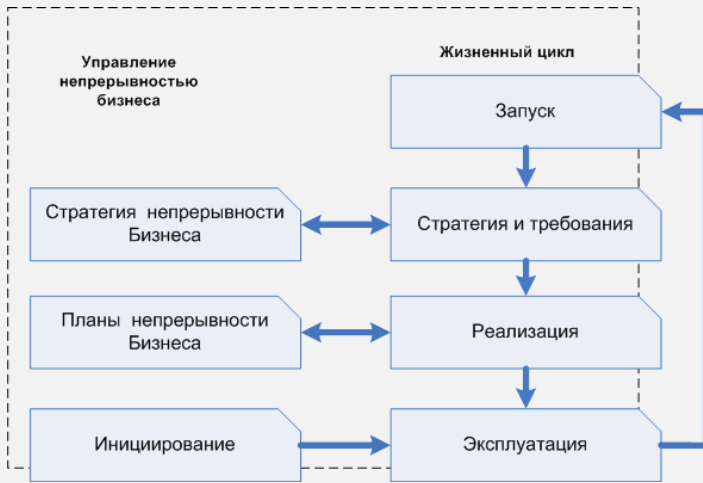 Управление
непрерывностью
бизнеса
Жизненный цикл
Запуск
Стратегия непрерывности
Бизнеса
Стратегия и требования
Планы непрерывности
Бизнеса
Реализация
Инициирование
Эксплуатация